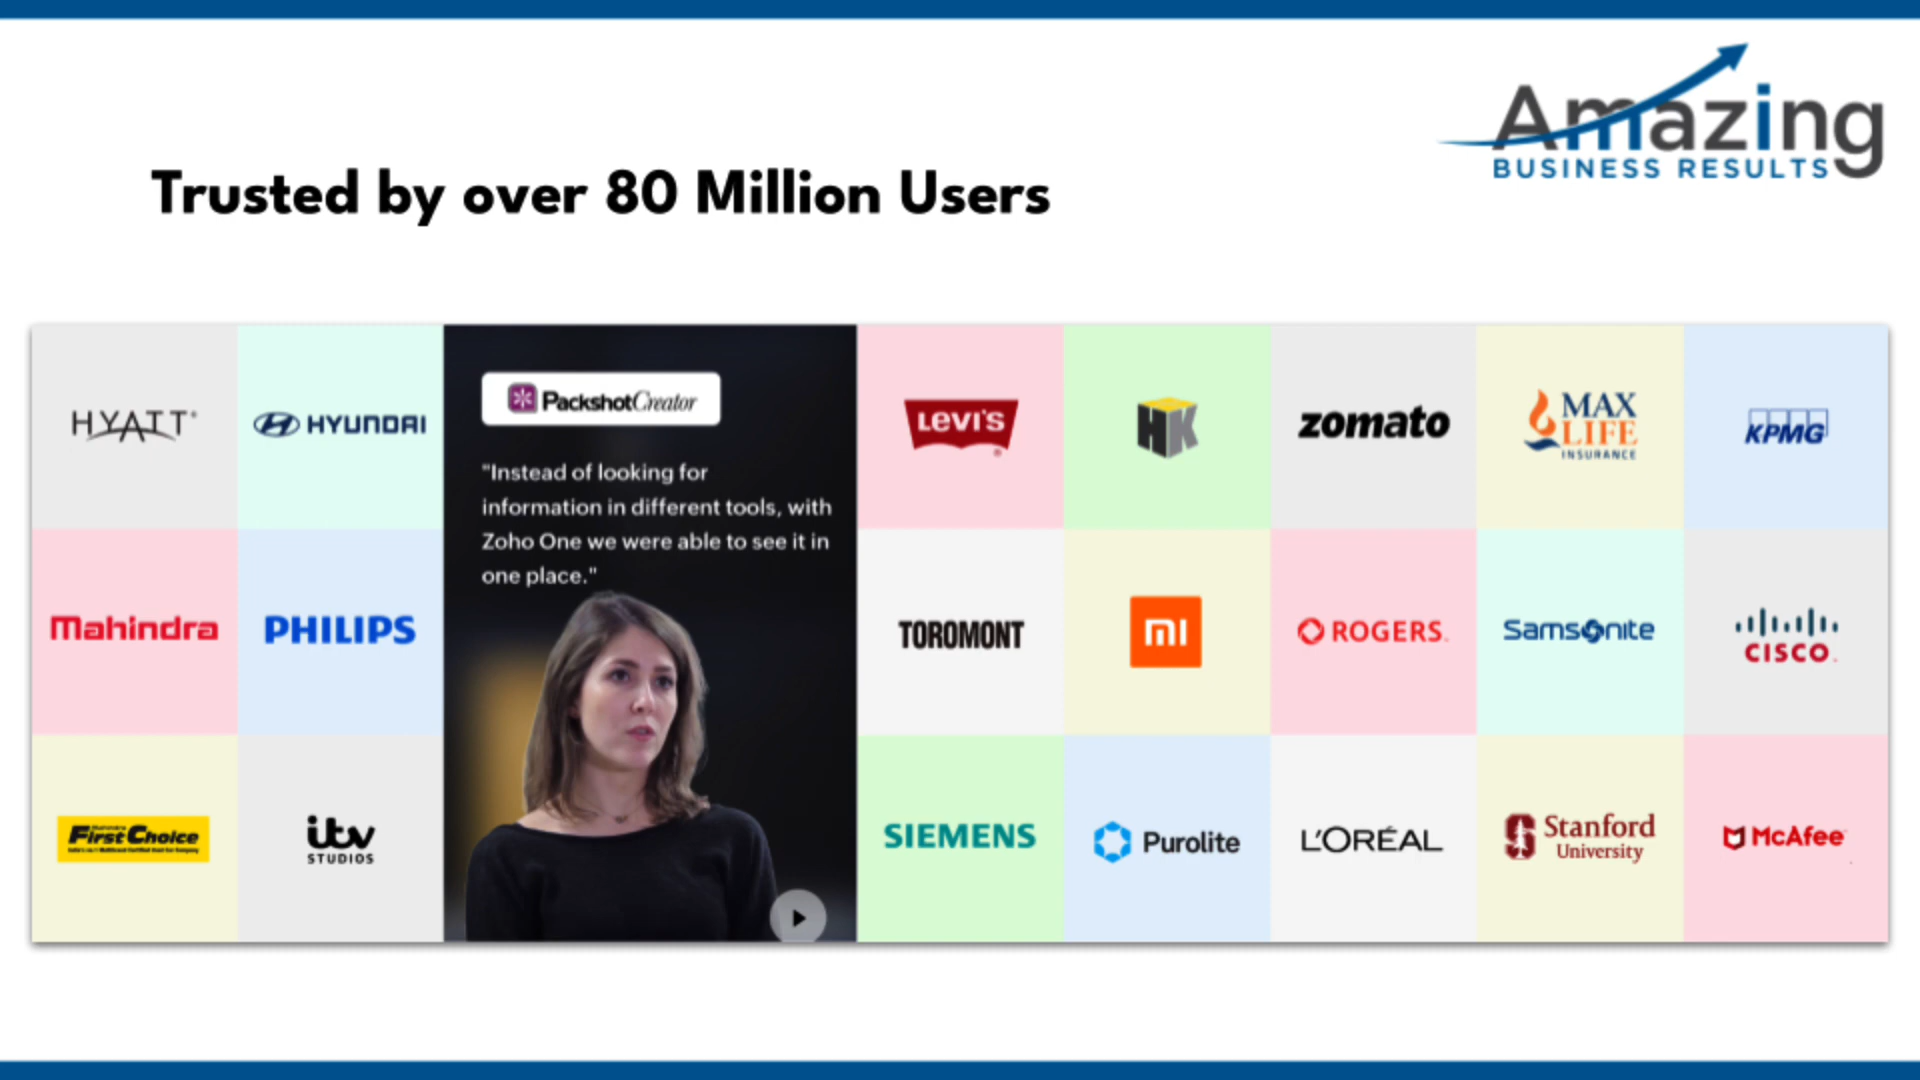 Amazing
BUSINESS RESULTS
Trusted by over 80 Million Users
HYATT
HYUNDAI
PackshotCreator
"Instead of looking for
information in different tools, with
Zoho One we were able to see it in
one place."
LEVI'S
HK
zomato
MAX
LIFE
INSURANCE
KPMG
Mahindra
PHILIPS
TOROMONT
mi
ROGERS
Samsonite
CISCO
First Choice
itv
STUDIOS
SIEMENS
Purolite
L'ORÉAL
Stanford
University
McAfee